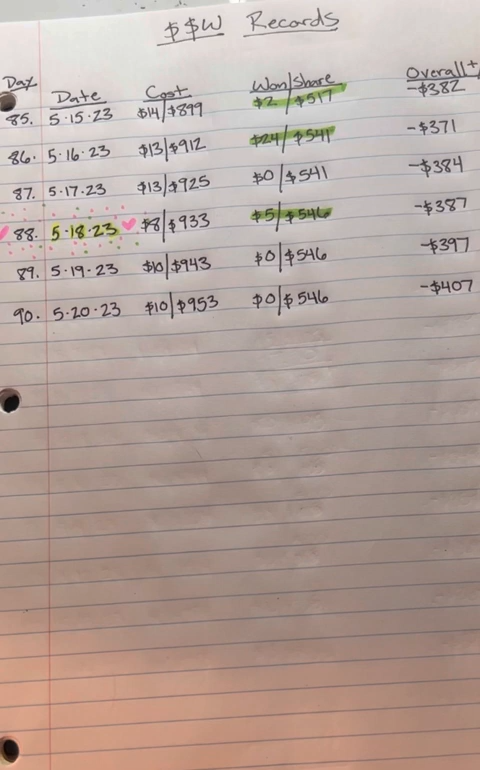 $$W Records
Day Date Cost Won/Share Overall +/
85. 5.15.23 $14/$899 $2/$517 -$382
86. 5.16.23 $13/$912 $24/$541 -$371
87. 5.17.23 $13/$925 $0/$541 -$384
88. 5.18.23 $8/$933 $5/$546 -$387
89. 5.19.23 $10/$943 $0/$546 -$397
90. 5.20.23 $10/$953 $0/$546 -$407